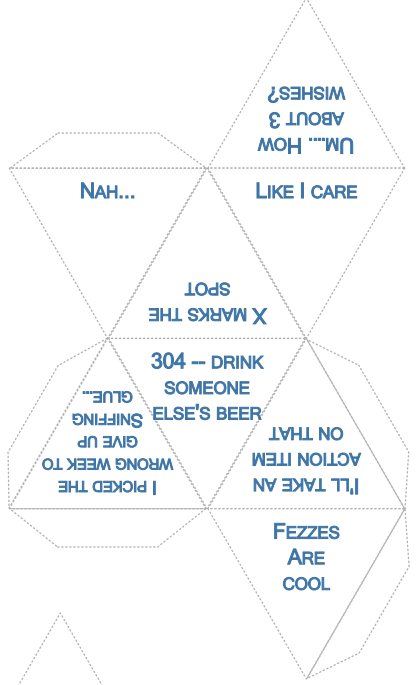 Um.... How
about 3
wishes?
Nah...
Like I care
X marks the
spot
304 -- drink
someone
else's beer
I picked the
wrong week to
give up
sniffing
glue...
I'll take an
action item
on that
Fezzes
Are
cool